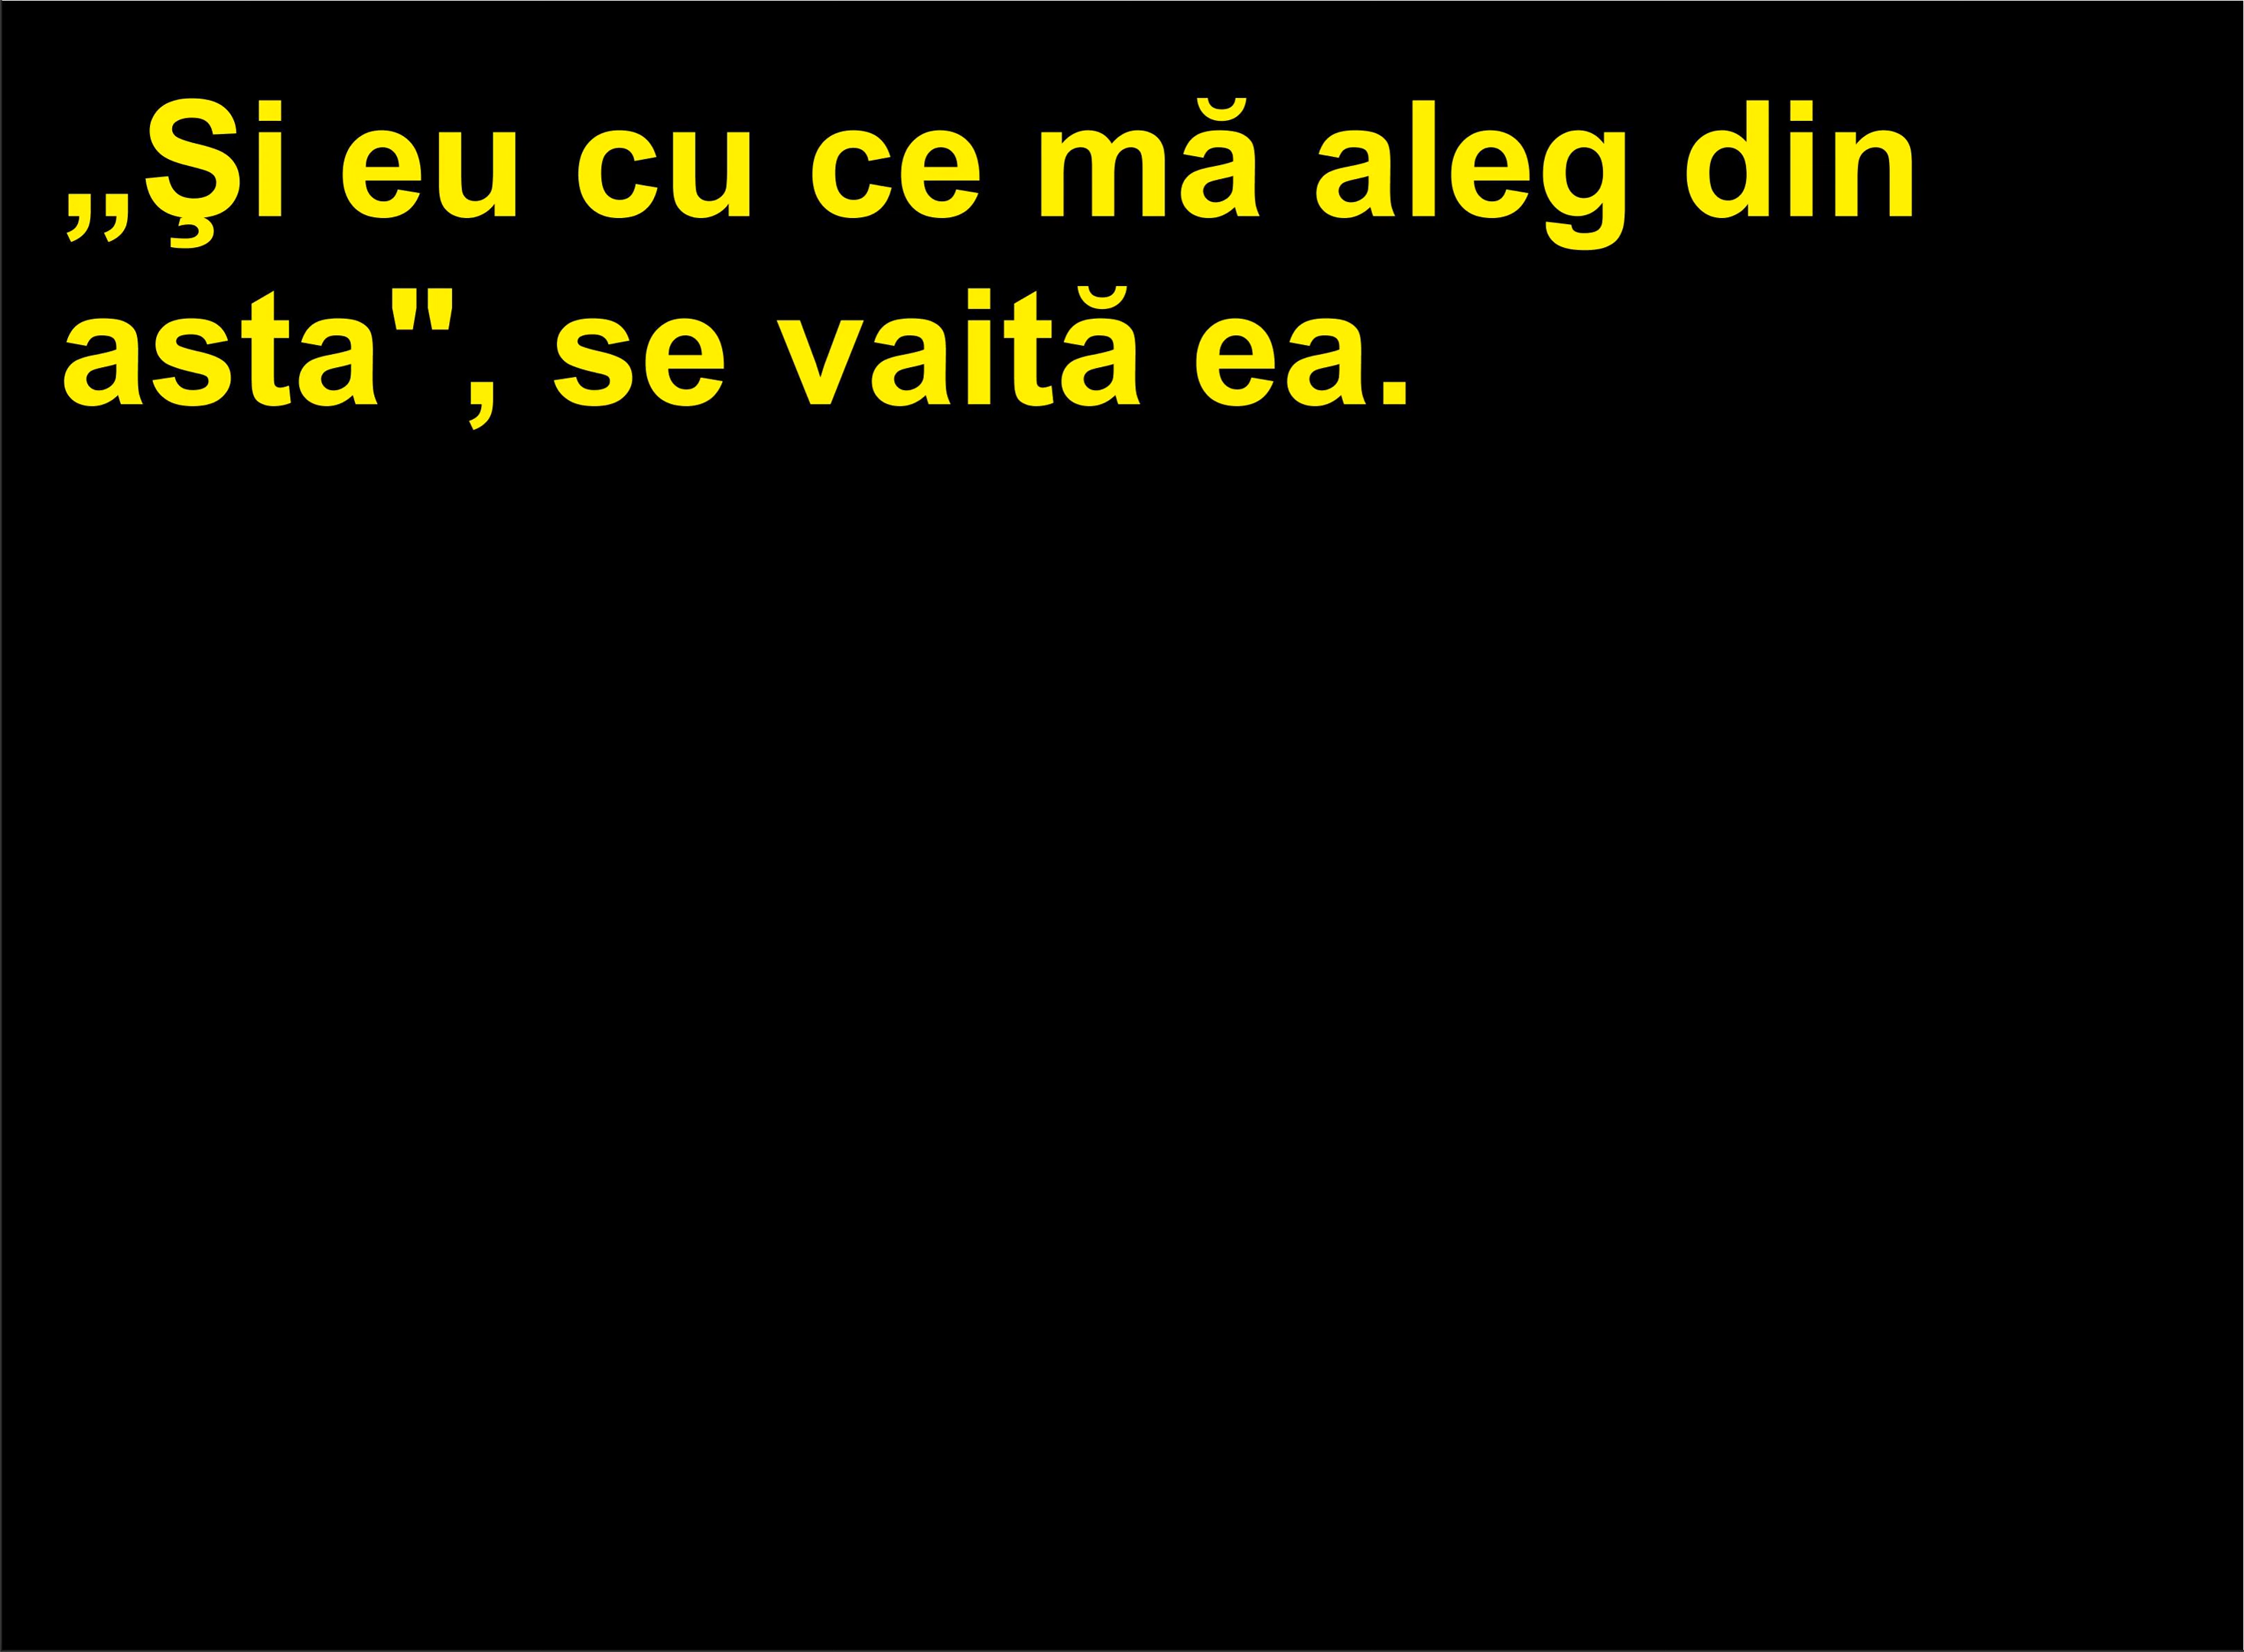 „Şi eu cu ce mă aleg din
asta", se vaită ea.